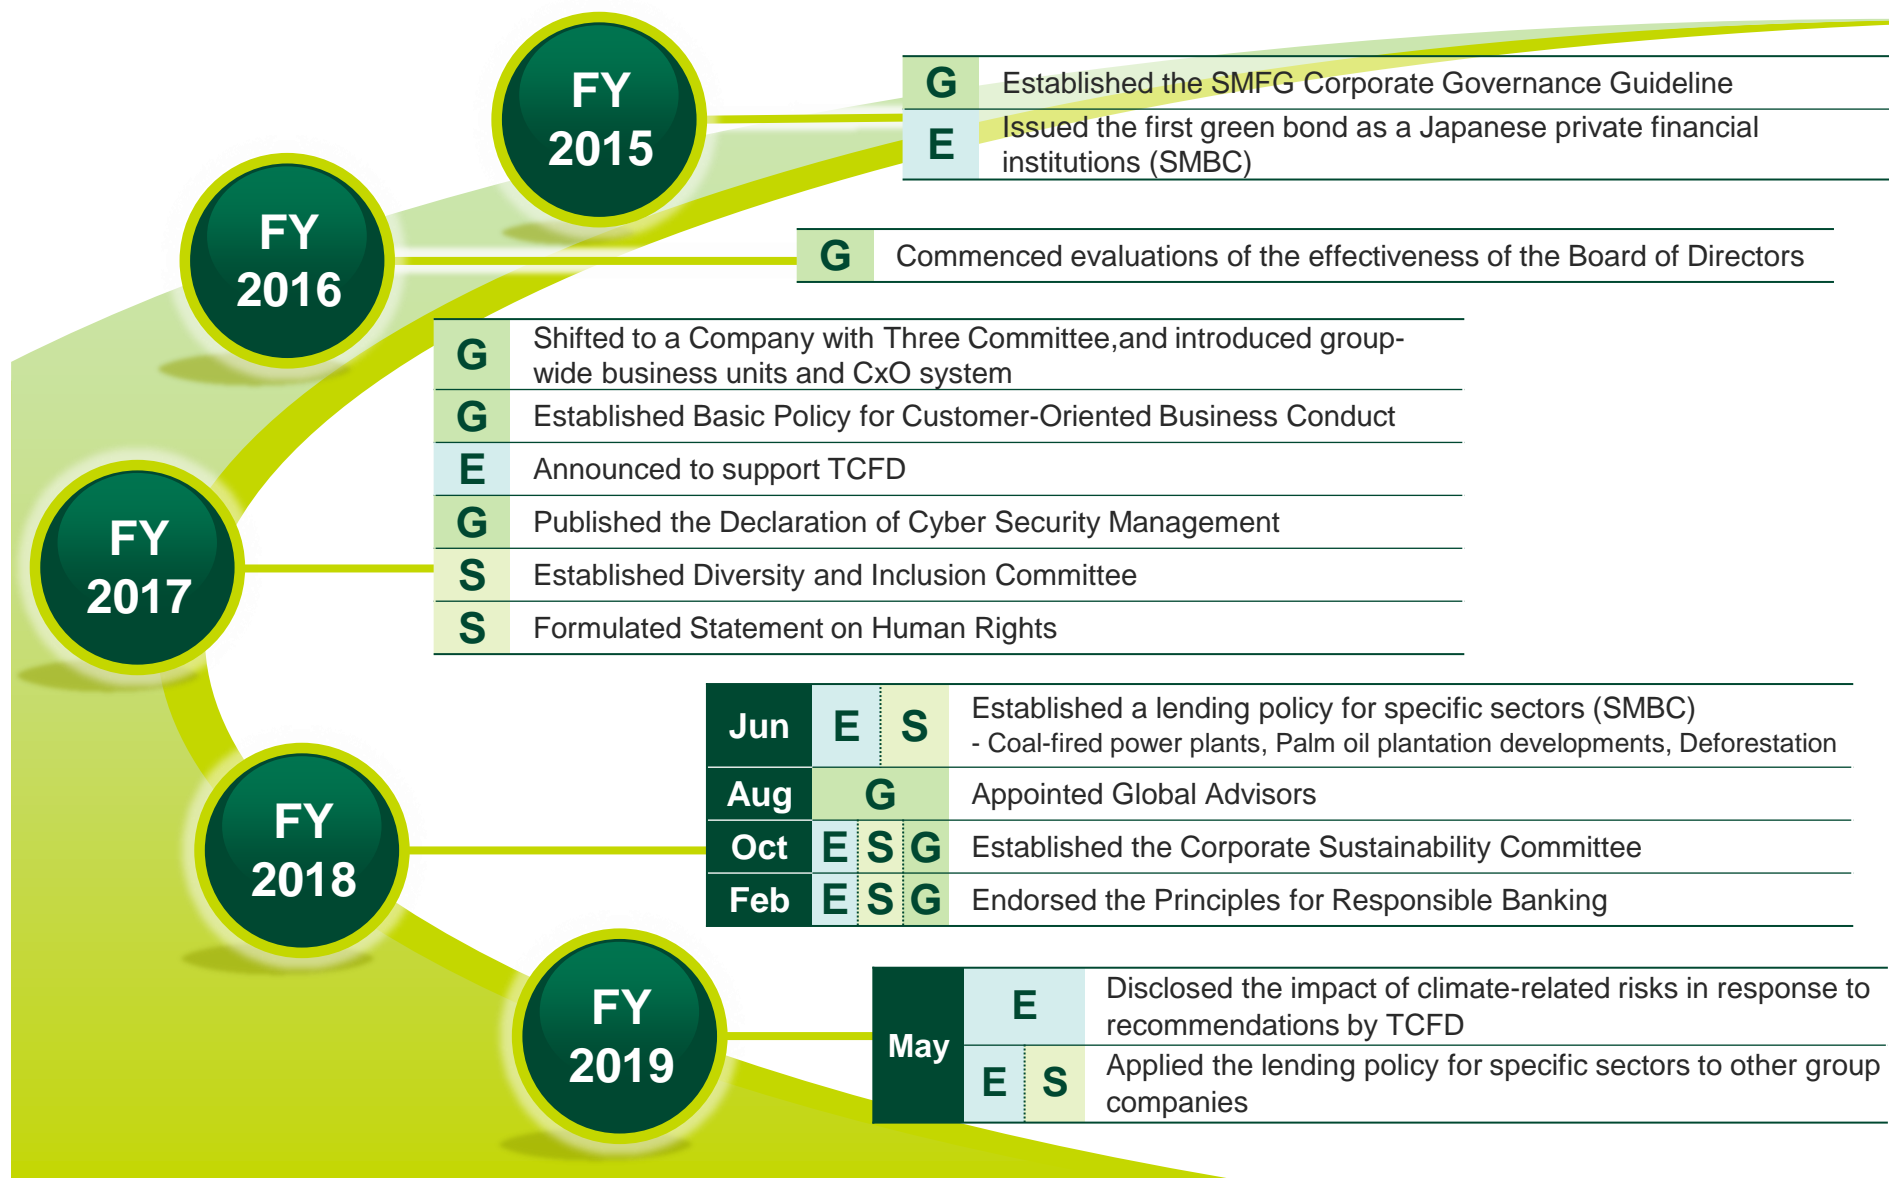 FY
2015
G
Established the SMFG Corporate Governance Guideline
E
Issued the first green bond as a Japanese private financial
institutions (SMBC)
FY
2016
G
Commenced evaluations of the effectiveness of the Board of Directors
FY
2017
G
Shifted to a Company with Three Committee,and introduced group-
wide business units and CxO system
G
Established Basic Policy for Customer-Oriented Business Conduct
E
Announced to support TCFD
G
Published the Declaration of Cyber Security Management
S
Established Diversity and Inclusion Committee
S
Formulated Statement on Human Rights
FY
2018
Jun
E S
Established a lending policy for specific sectors (SMBC)
- Coal-fired power plants, Palm oil plantation developments, Deforestation
Aug
G
Appointed Global Advisors
Oct
E S G
Established the Corporate Sustainability Committee
Feb
E S G
Endorsed the Principles for Responsible Banking
FY
2019
May
E
Disclosed the impact of climate-related risks in response to
recommendations by TCFD
E S
Applied the lending policy for specific sectors to other group
companies